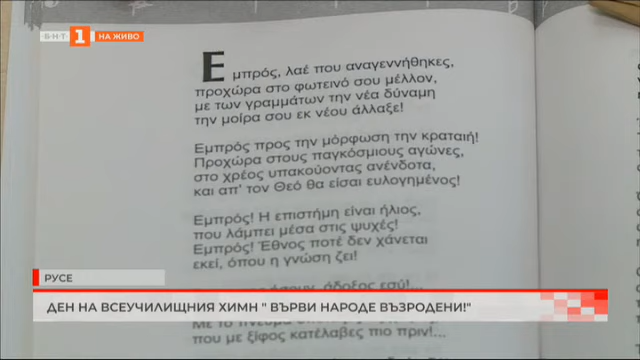 Б·Н·Т 1 НА ЖИВО
Εμπρός, λαέ που αναγεννήθηκες,
προχώρα στο φωτεινό σου μέλλον,
με των γραμμάτων την νέα δύναμη
την μοίρα σου εκ νέου άλλαξε!
Εμπρός προς την μόρφωση την κραταιή!
Προχώρα στους παγκόσμιους αγώνες,
στο χρέος υπακούοντας ανένδοτα,
και απ' τον Θεό θα είσαι ευλογημένος!
Εμπρός! Η επιστήμη είναι ήλιος,
που λάμπει μέσα στις ψυχές!
Εμπρός! Έθνος ποτέ δεν χάνεται
εκεί, όπου η γνώση ζει!
άδοξος εσύ!...
РУСЕ
ДЕН НА ВСЕУЧИЛИЩНИЯ ХИМН " ВЪРВИ НАРОДЕ ВЪЗРОДЕНИ!"
Με το
που με ξίφος κατέλαβες πιο πριν!...